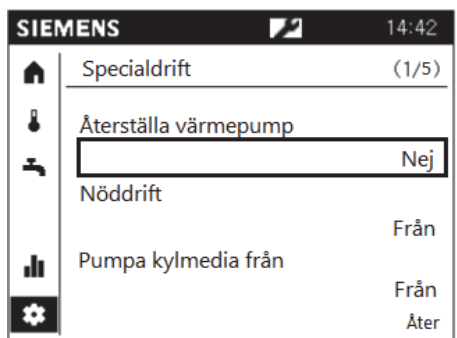 SIEMENS 14:42
Specialdrift (1/5)
Återställa värmepump
Nej
Nöddrift
Från
Pumpa kylmedia från
Från
Åter